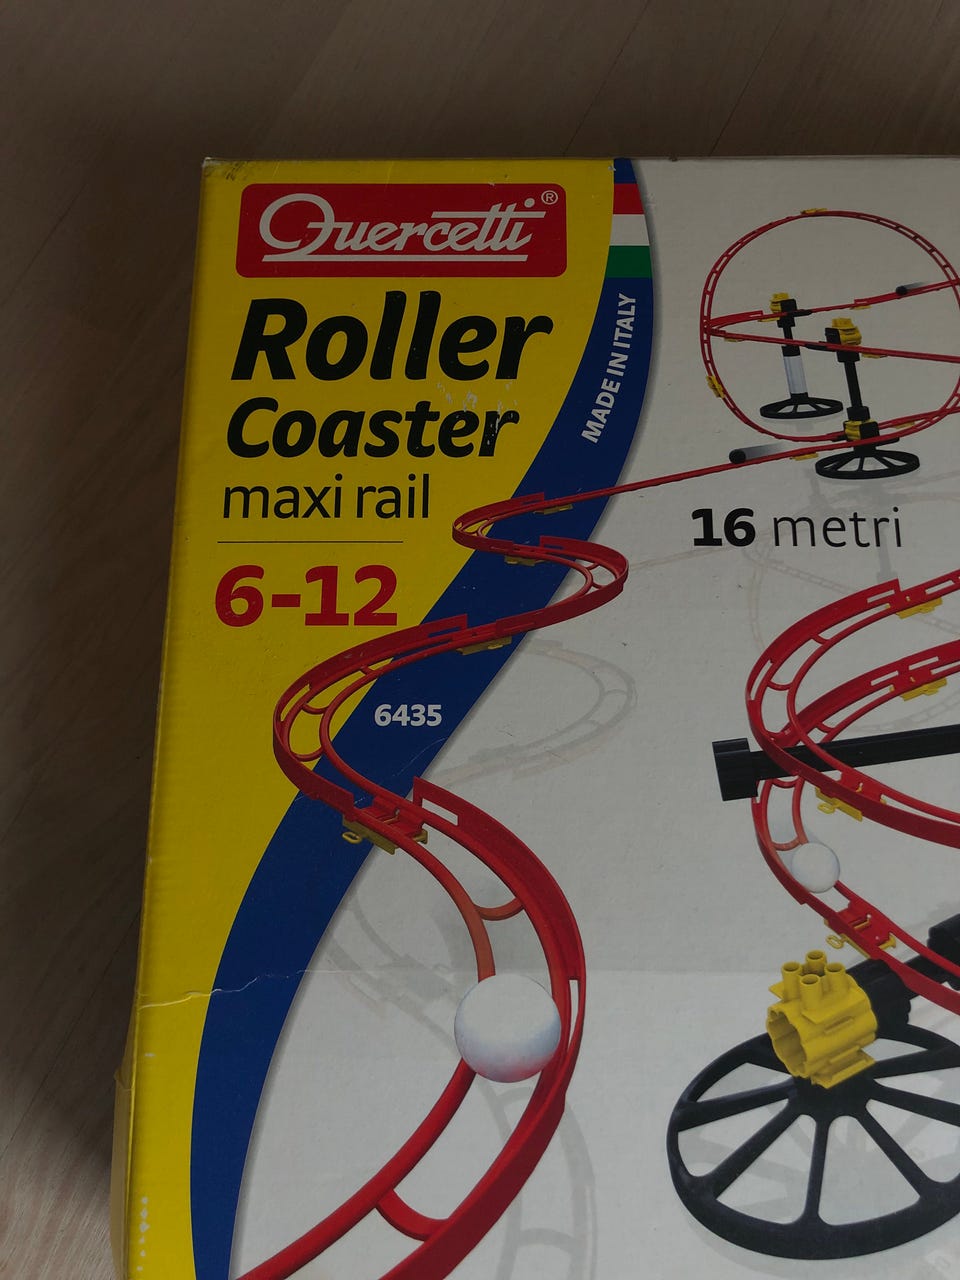 Quercetti®
Roller
Coaster
maxi rail
6-12
MADE IN ITALY
16 metri
6435